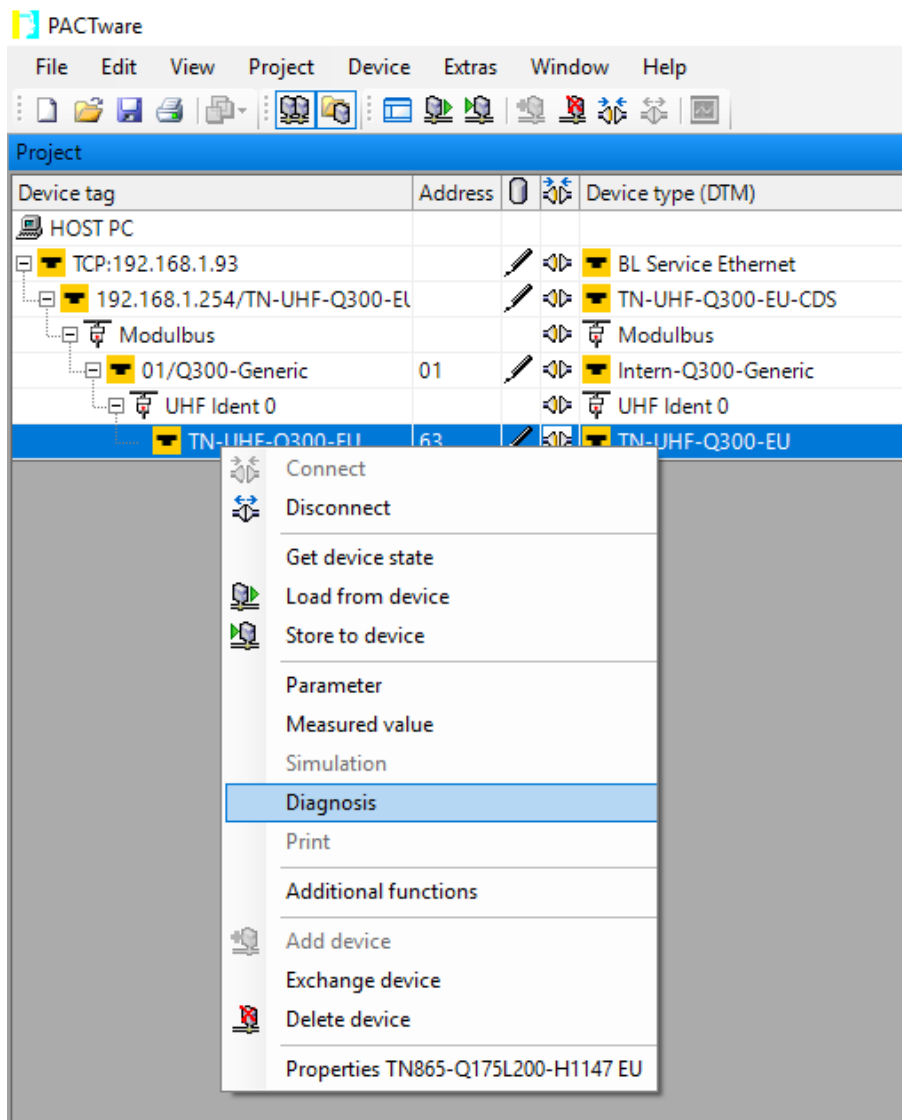 PACTware
File Edit View Project Device Extras Window Help
Project
Device tag Address Device type (DTM)
HOST PC
TCP:192.168.1.93 BL Service Ethernet
192.168.1.254/TN-UHF-Q300-EU TN-UHF-Q300-EU-CDS
Modulbus Modulbus
01/Q300-Generic 01 Intern-Q300-Generic
UHF Ident 0 UHF Ident 0
TN-UHF-Q300-EU 63 TN-UHF-Q300-EU
Connect
Disconnect
Get device state
Load from device
Store to device
Parameter
Measured value
Simulation
Diagnosis
Print
Additional functions
Add device
Exchange device
Delete device
Properties TN865-Q175L200-H1147 EU